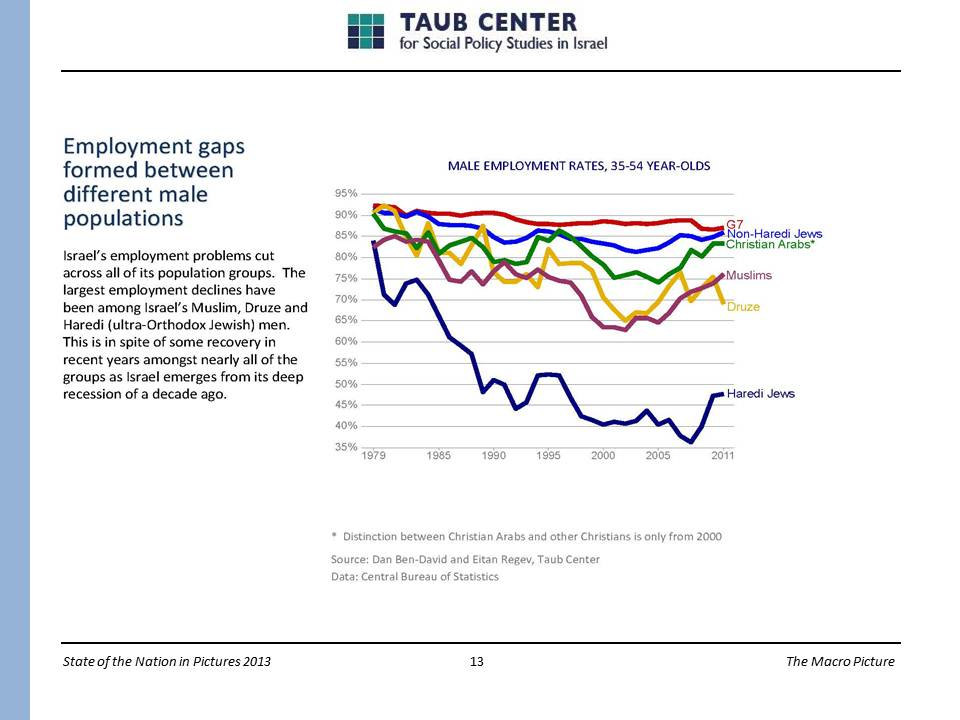 TAUB CENTER
for Social Policy Studies in Israel
Employment gaps
formed between
different male
populations
Israel's employment problems cut
across all of its population groups. The
largest employment declines have
been among Israel's Muslim, Druze and
Haredi (ultra-Orthodox Jewish) men.
This is in spite of some recovery in
recent years amongst nearly all of the
groups as Israel emerges from its deep
recession of a decade ago.
MALE EMPLOYMENT RATES, 35-54 YEAR-OLDS
95%
90%
85%
80%
75%
70%
65%
60%
55%
50%
45%
40%
35%
G7
Non-Haredi Jews
Christian Arabs*
Muslims
Druze
Haredi Jews
1979 1985 1990 1995 2000 2005 2011
* Distinction between Christian Arabs and other Christians is only from 2000
Source: Dan Ben-David and Eitan Regev, Taub Center
Data: Central Bureau of Statistics
State of the Nation in Pictures 2013 13 The Macro Picture